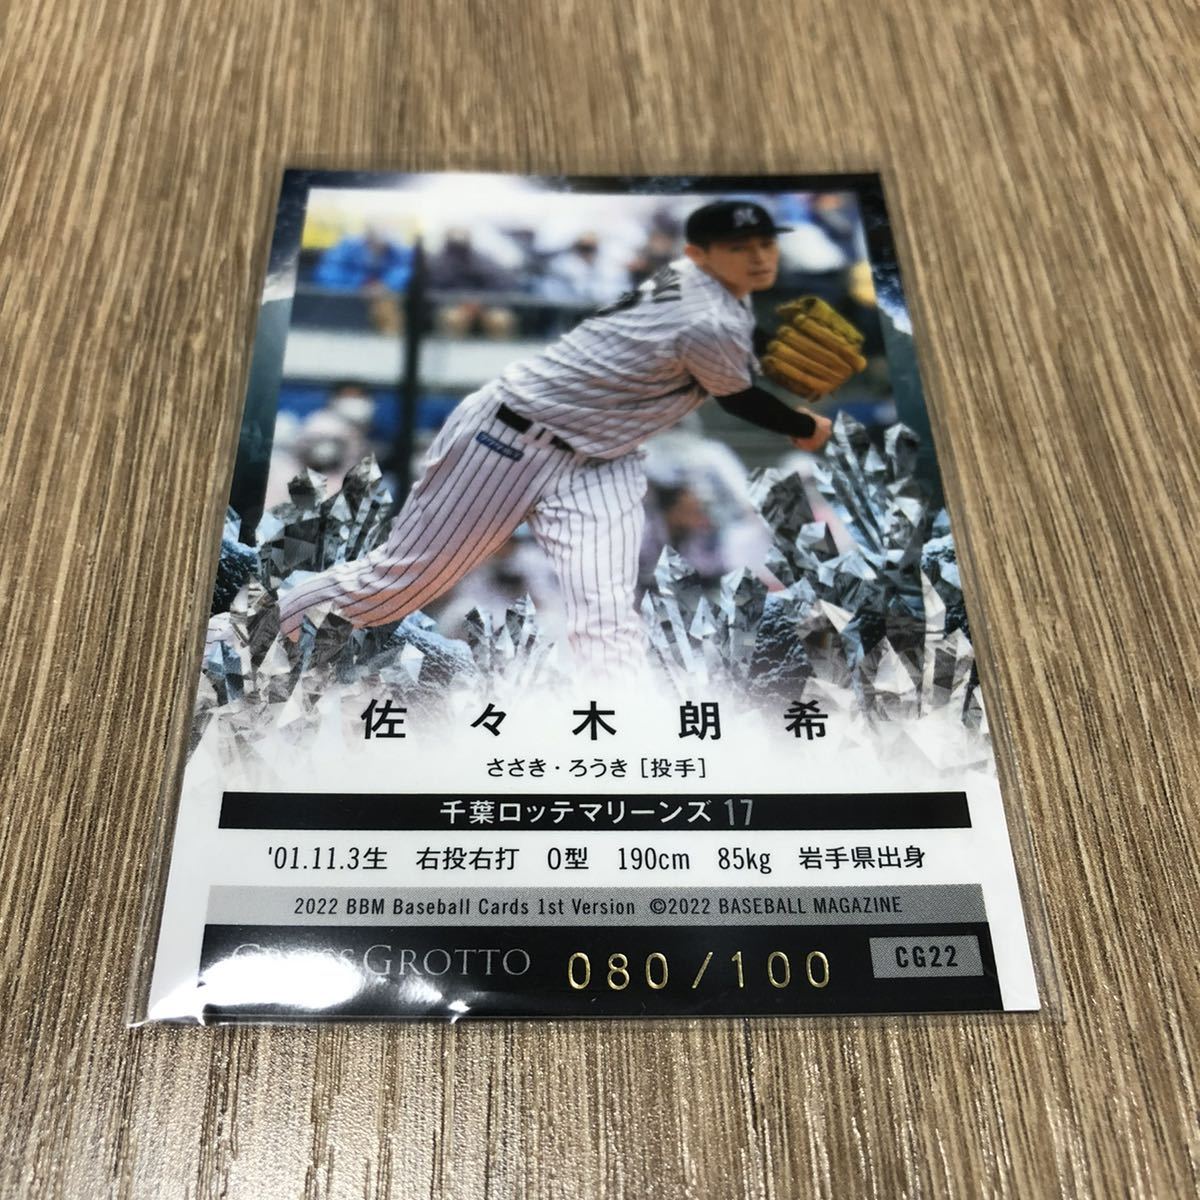 佐々木朗希
ささき・ろうき [投手]
千葉ロッテマリーンズ 17
'01.11.3生 右投右打 O型 190cm 85kg 岩手県出身
2022 BBM Baseball Cards 1st Version ©2022 BASEBALL MAGAZINE
GROTTO 080/100 CG22